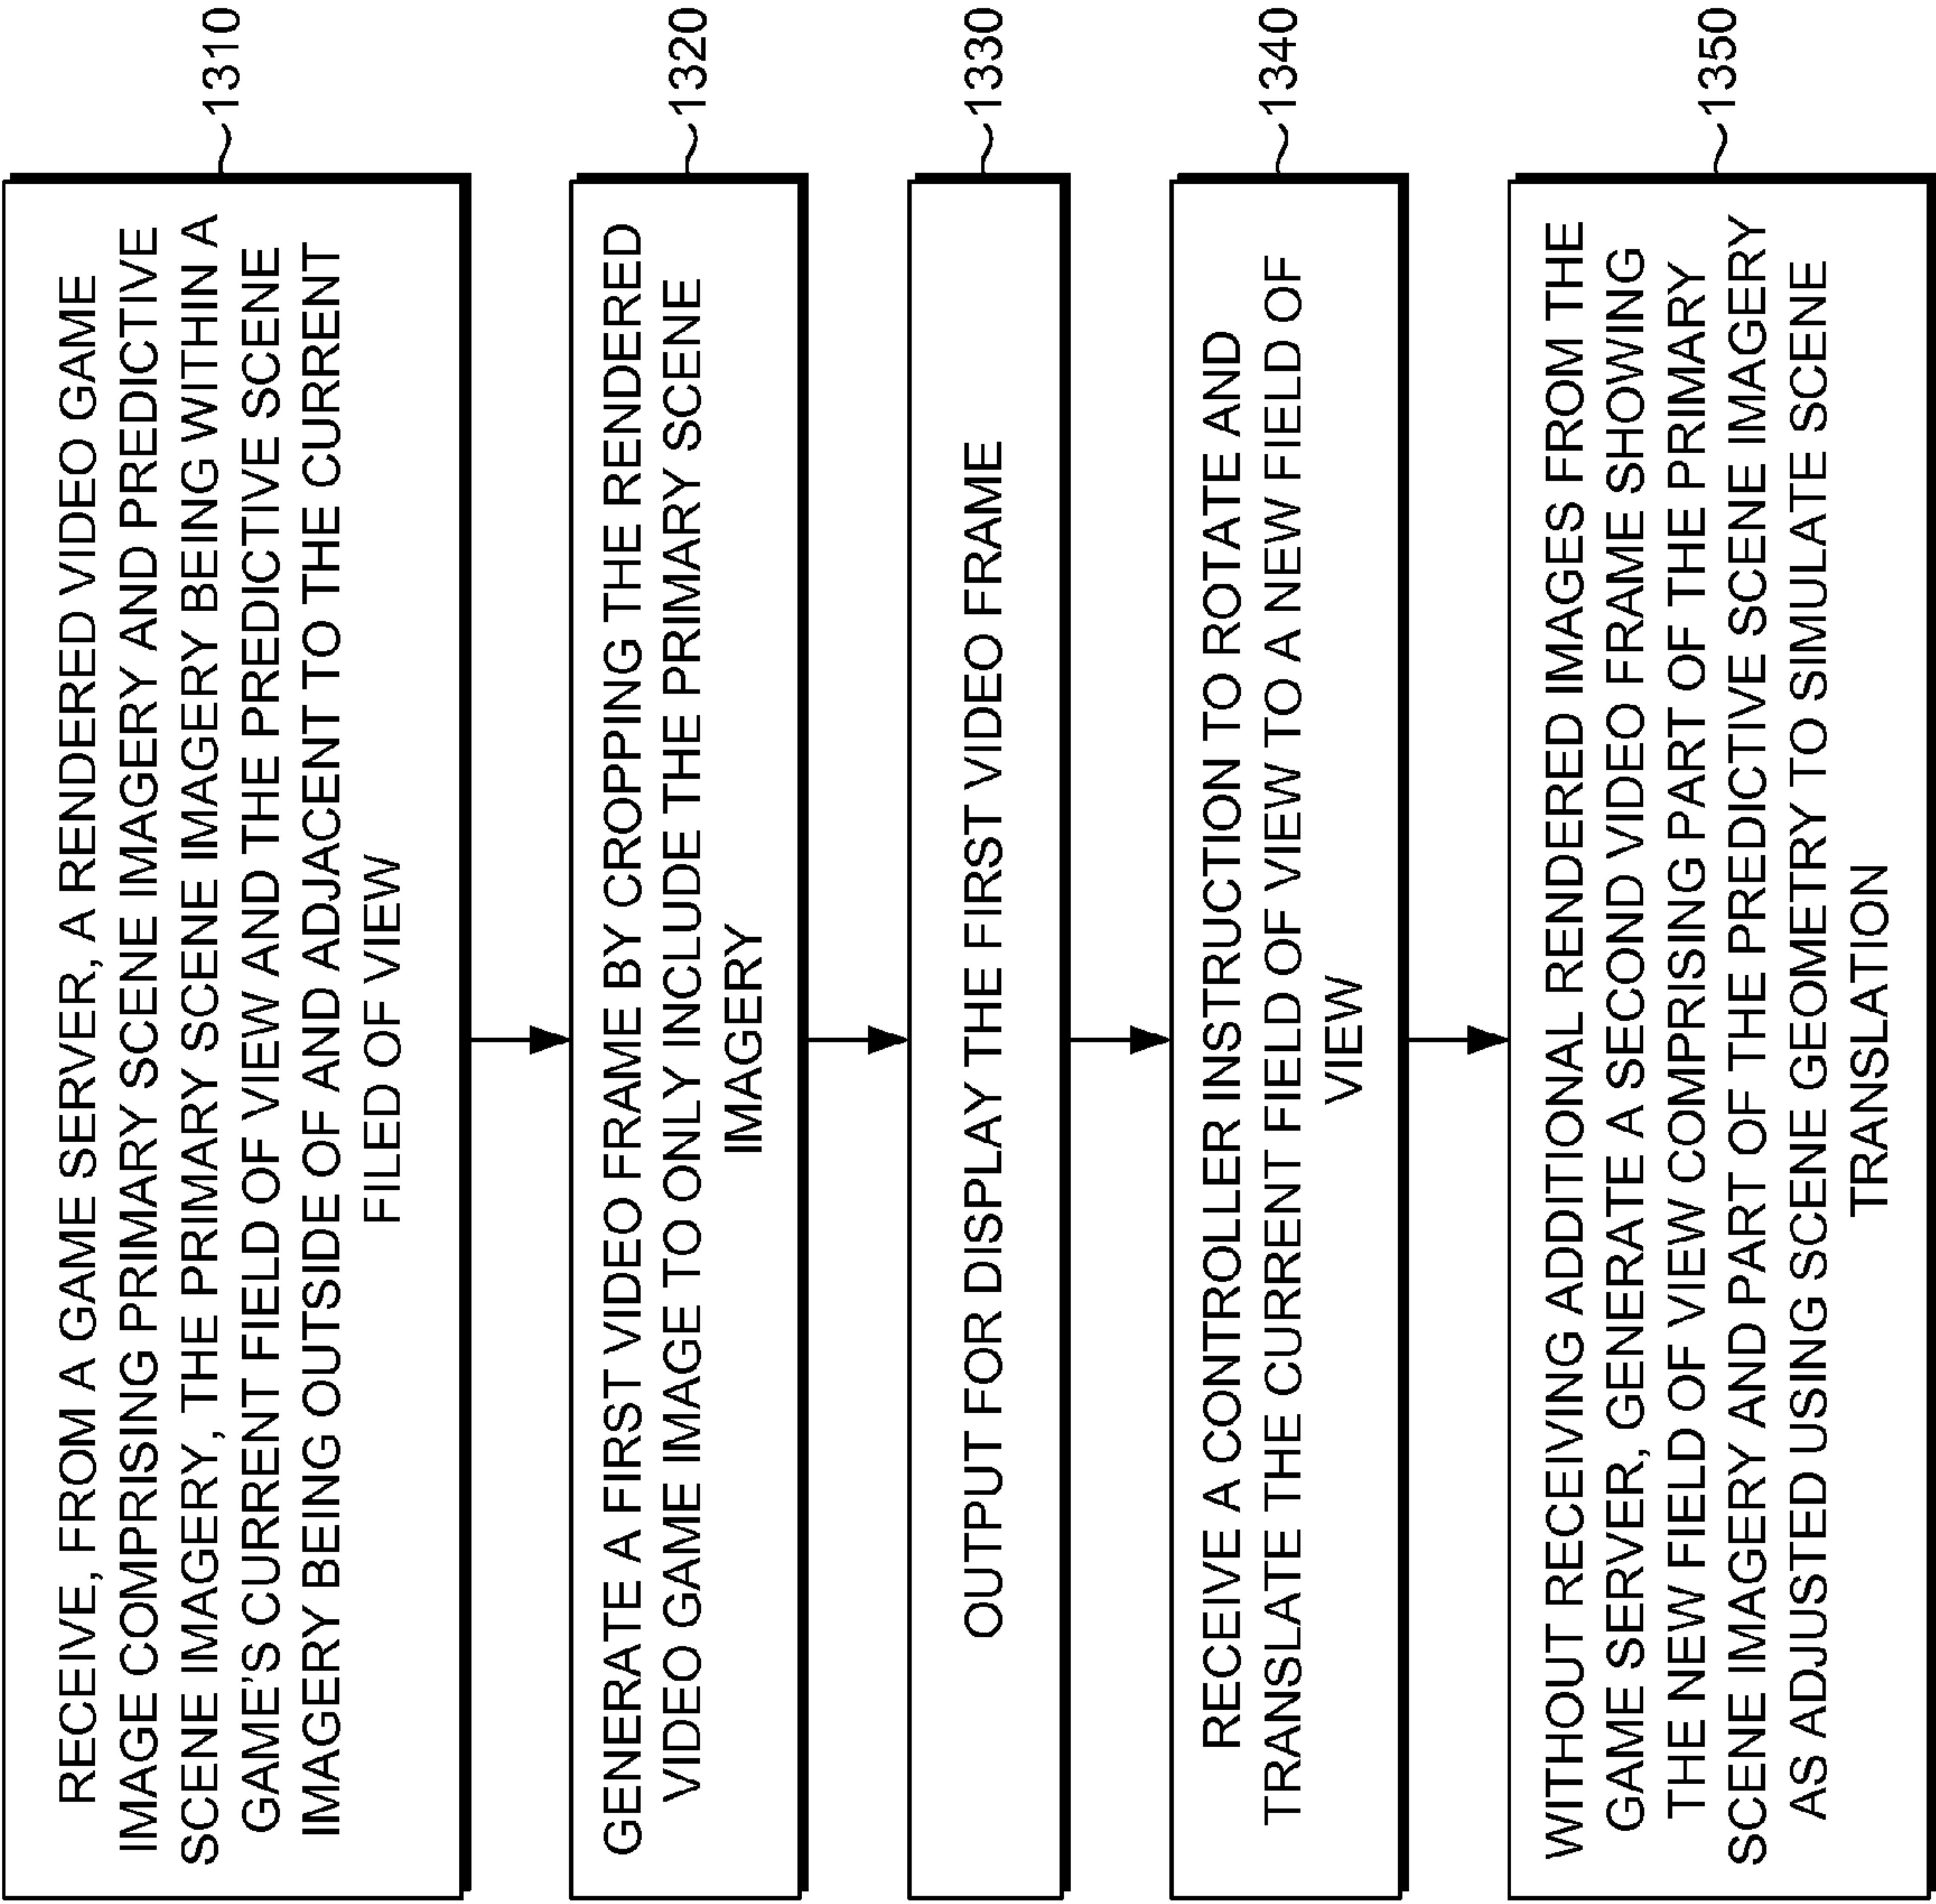 RECEIVE, FROM A GAME SERVER, A RENDERED VIDEO GAME
IMAGE COMPRISING PRIMARY SCENE IMAGERY AND PREDICTIVE
SCENE IMAGERY, THE PRIMARY SCENE IMAGERY BEING WITHIN A
GAME'S CURRENT FIELD OF VIEW AND THE PREDICTIVE SCENE
IMAGERY BEING OUTSIDE OF AND ADJACENT TO THE CURRENT
FILED OF VIEW
1310
GENERATE A FIRST VIDEO FRAME BY CROPPING THE RENDERED
VIDEO GAME IMAGE TO ONLY INCLUDE THE PRIMARY SCENE
IMAGERY
1320
OUTPUT FOR DISPLAY THE FIRST VIDEO FRAME
1330
RECEIVE A CONTROLLER INSTRUCTION TO ROTATE AND
TRANSLATE THE CURRENT FIELD OF VIEW TO A NEW FIELD OF
VIEW
1340
WITHOUT RECEIVING ADDITIONAL RENDERED IMAGES FROM THE
GAME SERVER, GENERATE A SECOND VIDEO FRAME SHOWING
THE NEW FIELD OF VIEW COMPRISING PART OF THE PRIMARY
SCENE IMAGERY AND PART OF THE PREDICTIVE SCENE IMAGERY
AS ADJUSTED USING SCENE GEOMETRY TO SIMULATE SCENE
TRANSLATION
1350